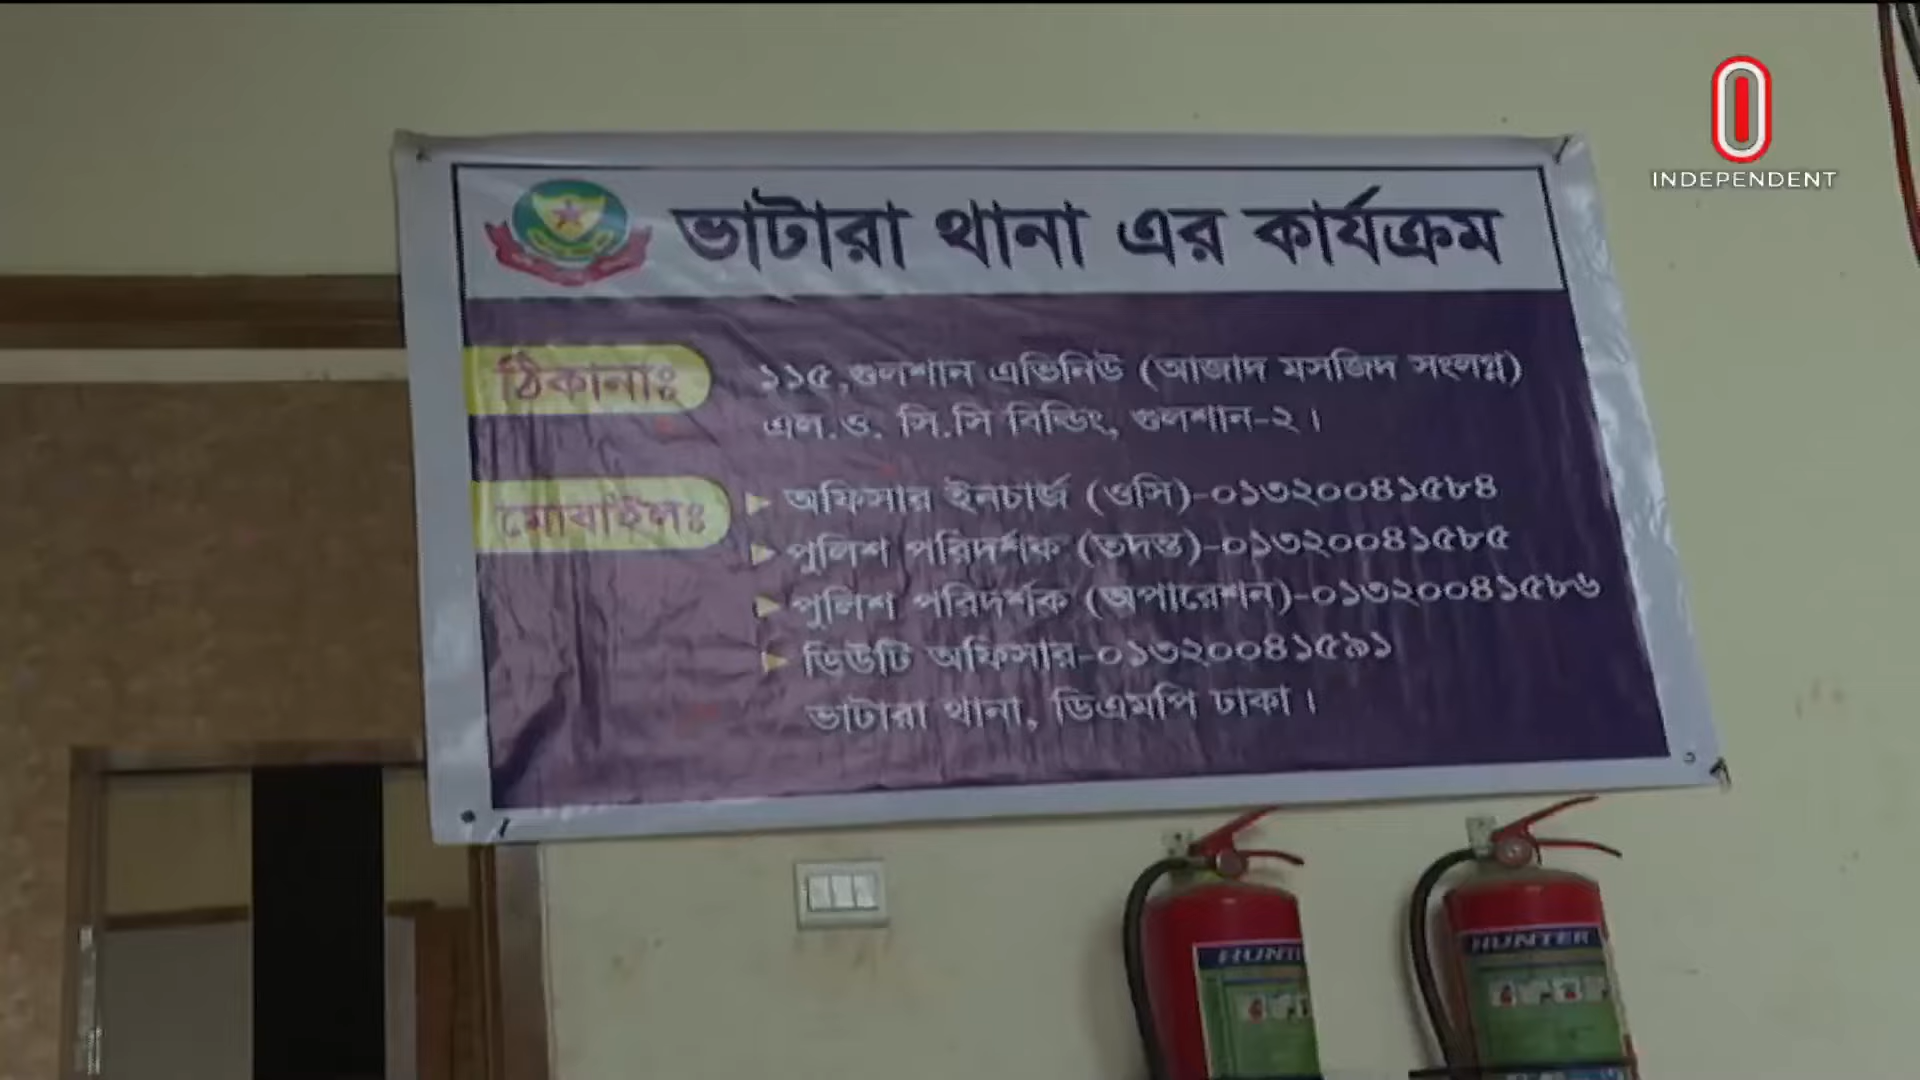 INDEPENDENT
ভাটারা থানা এর কার্যক্রম
ঠিকানাঃ ১১৫,গুলশান এভিনিউ (আজাদ মসজিদ সংলগ্ন)
এল.ও. সি.সি বিল্ডিং, গুলশান-২।
মোবাইলঃ অফিসার ইনচার্জ (ওসি)-০১৩২০০৪১৫৮৪
পুলিশ পরিদর্শক (তদন্ত)-০১৩২০০৪১৫৮৫
পুলিশ পরিদর্শক (অপারেশন)-০১৩২০০৪১৫৮৬
ডিউটি অফিসার-০১৩২০০৪১৫৯১
ভাটারা থানা, ডিএমপি ঢাকা।
HUNTER